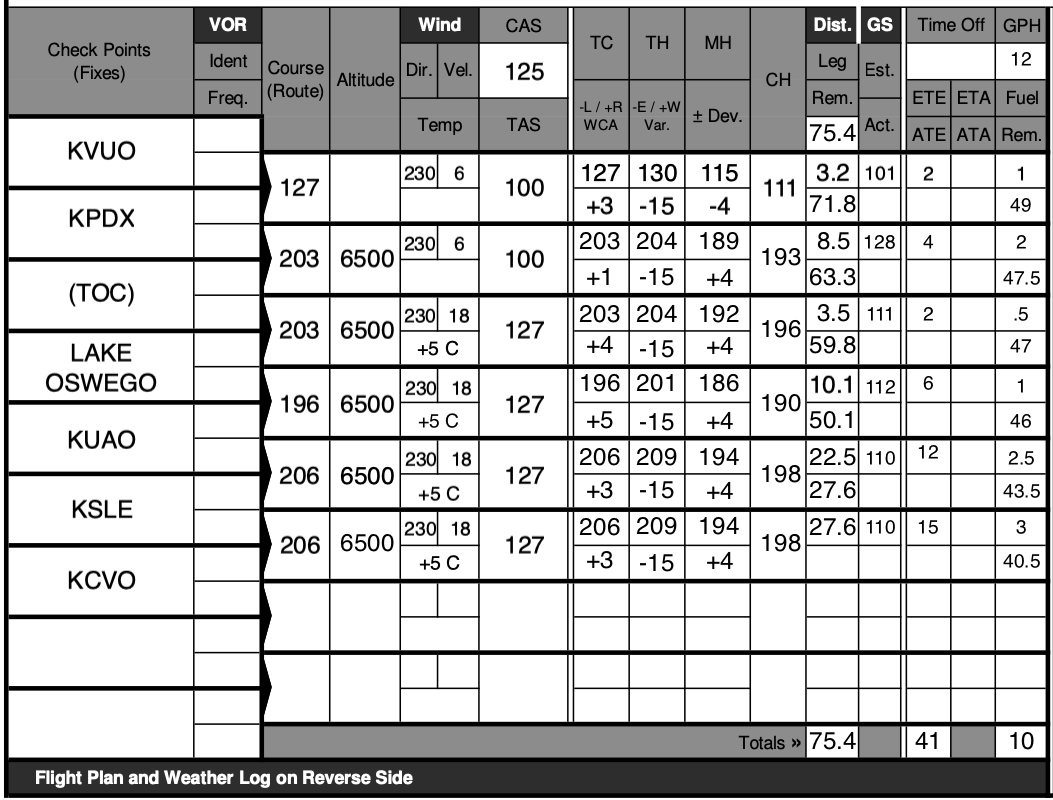 Check Points
(Fixes)
VOR
Ident
Freq.
Course
(Route)
Altitude
Wind
Dir. Vel.
Temp
CAS
125
TAS
TC
-L / +R
WCA
TH
-E / +W
Var.
MH
± Dev.
CH
Dist.
Leg
Rem.
75.4
GS
Est.
Act.
Time Off
ETE ETA
ATE ATA
GPH
12
Fuel
Rem.
KVUO
127 230 6 100 127 130 115 111 3.2 101 2 1
+3 -15 -4 71.8 49
KPDX
203 6500 230 6 100 203 204 189 193 8.5 128 4 2
+1 -15 +4 63.3 47.5
(TOC)
203 6500 230 18 127 203 204 192 196 3.5 111 2 .5
+5 C +4 -15 +4 59.8 47
LAKE
OSWEGO
196 6500 230 18 127 196 201 186 190 10.1 112 6 1
+5 C +5 -15 +4 50.1 46
KUAO
206 6500 230 18 127 206 209 194 198 22.5 110 12 2.5
+5 C +3 -15 +4 27.6 43.5
KSLE
206 6500 230 18 127 206 209 194 198 27.6 110 15 3
+5 C +3 -15 +4 40.5
KCVO
Totals » 75.4 41 10
Flight Plan and Weather Log on Reverse Side